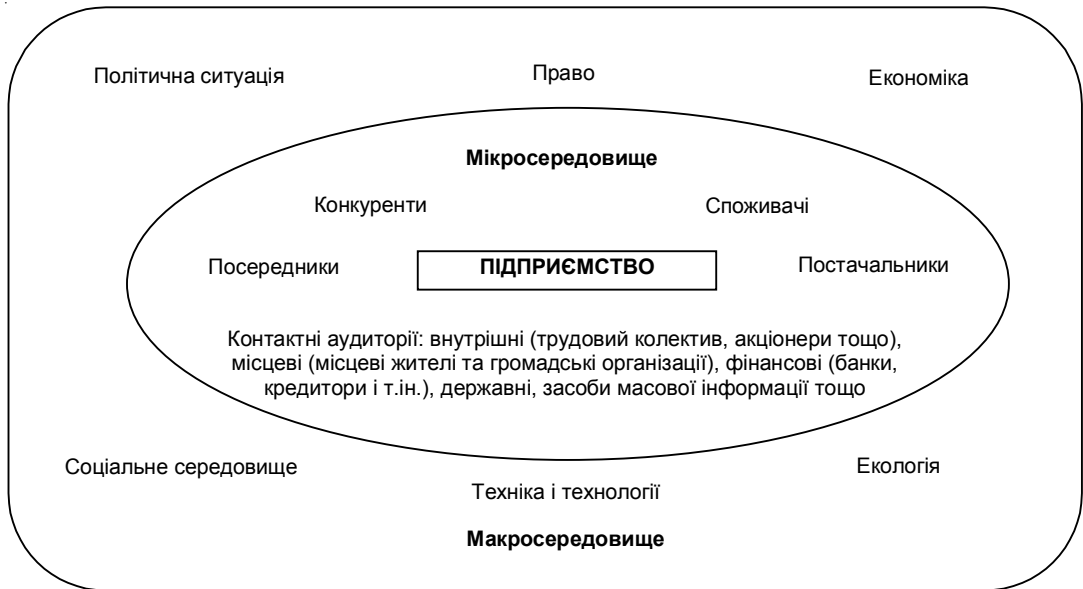 Політична ситуація
Право
Економіка
Мікросередовище
Конкуренти
Споживачі
Посередники
ПІДПРИЄМСТВО
Постачальники
Контактні аудиторії: внутрішні (трудовий колектив, акціонери тощо),
місцеві (місцеві жителі та громадські організації), фінансові (банки,
кредитори і т.ін.), державні, засоби масової інформації тощо
Соціальне середовище
Екологія
Техніка і технології
Макросередовище